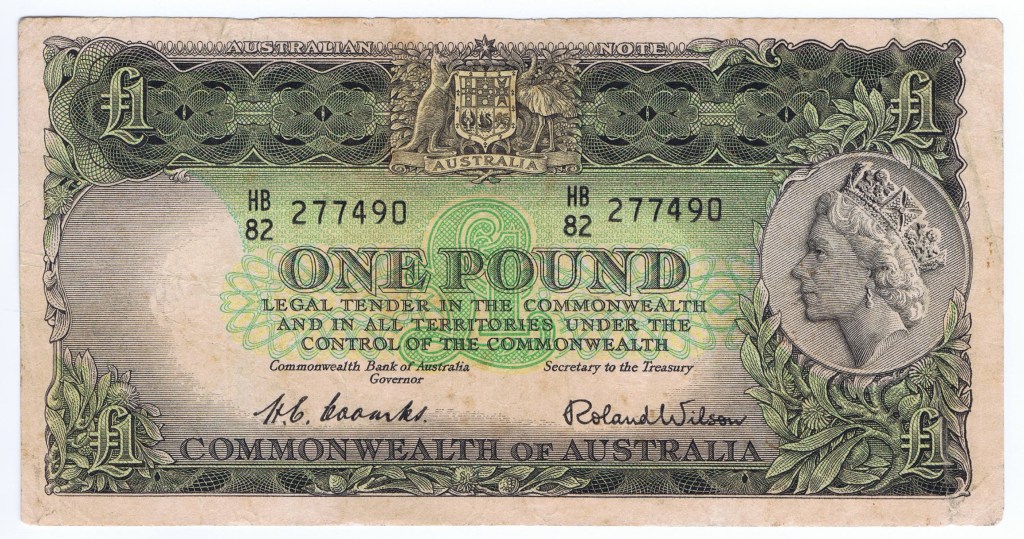 AUSTRALIAN NOTE
£1 £1
AUSTRALIA
HB 82 277490 HB 82 277490
£
ONE POUND
LEGAL TENDER IN THE COMMONWEALTH
AND IN ALL TERRITORIES UNDER THE
CONTROL OF THE COMMONWEALTH
Commonwealth Bank of Australia Secretary to the Treasury
Governor
H.C. Coombs. Roland Wilson
£1 COMMONWEALTH OF AUSTRALIA £1